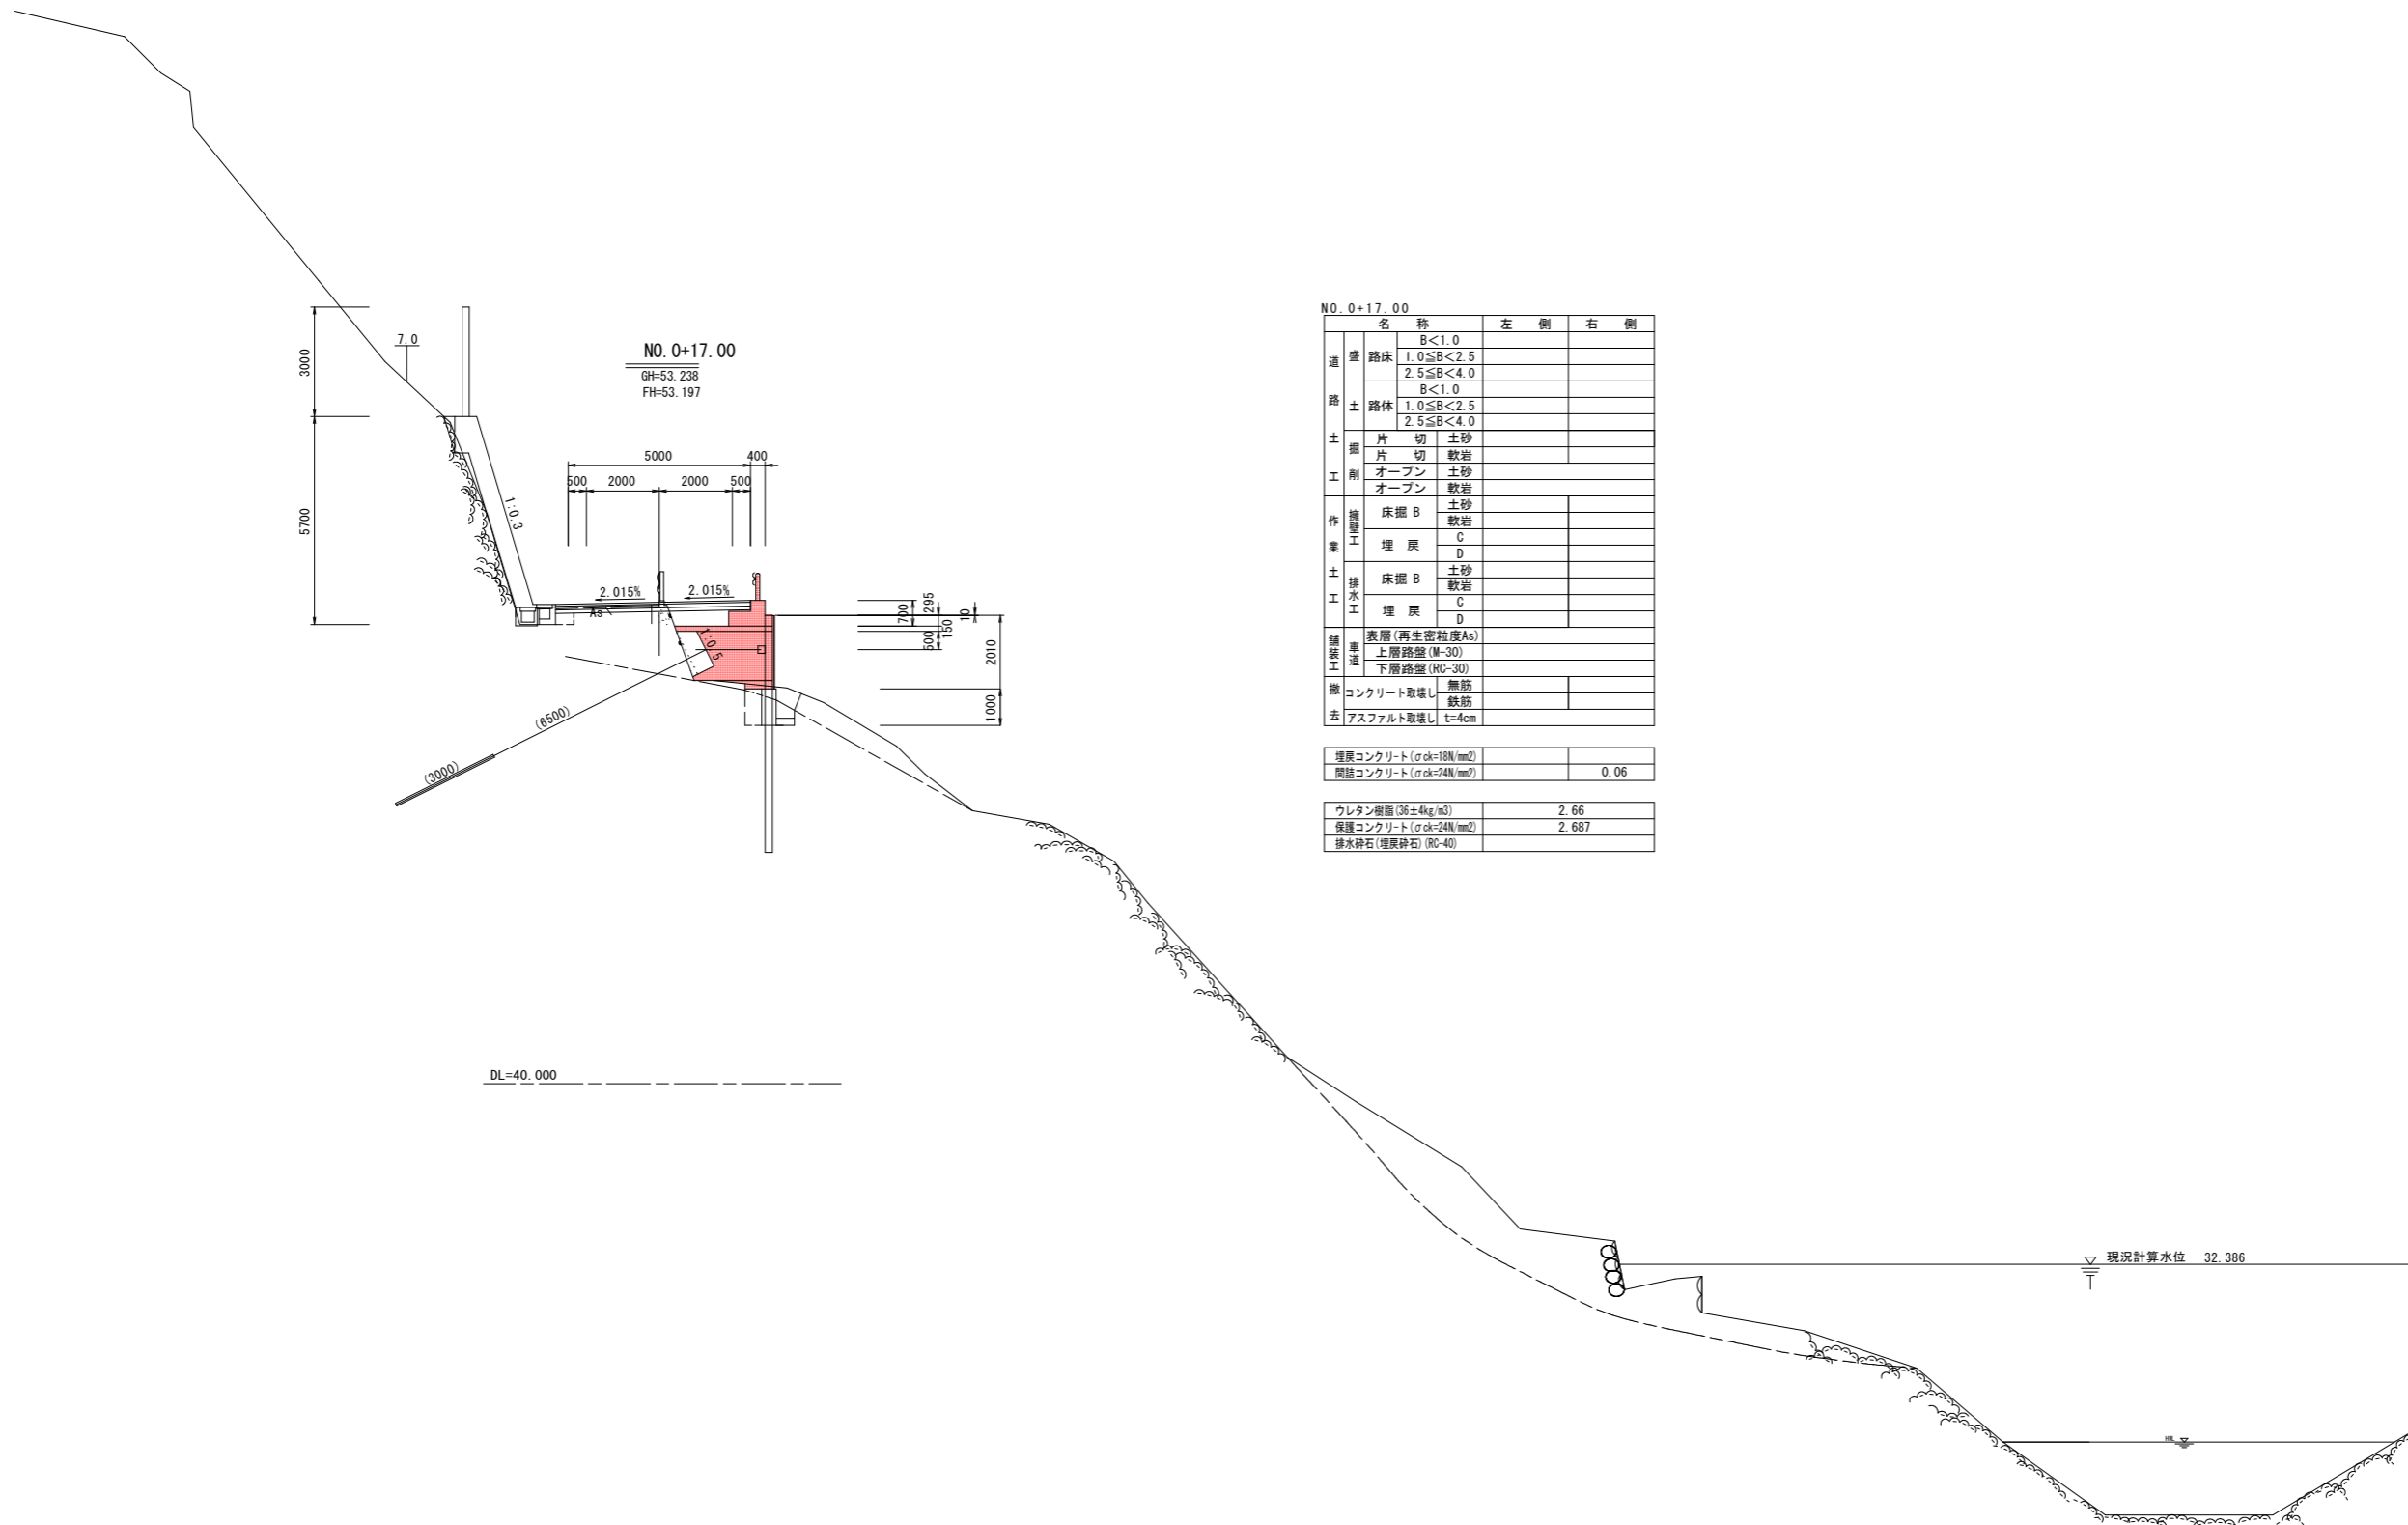 7.0
3000
5700
1:0.3
NO.0+17.00
GH=53.238
FH=53.197
5000 400
500 2000 2000 500
2.015% 2.015%
As
1:0.5
700
295
150
500
10
2010
1000
(6500)
(3000)
DL=40.000
NO.0+17.00
名 称 左 側 右 側
道路土工 盛土 路床 B<1.0
1.0≦B<2.5
2.5≦B<4.0
路体 B<1.0
1.0≦B<2.5
2.5≦B<4.0
掘削 片 切 土砂
片 切 軟岩
オープン 土砂
オープン 軟岩
作業土工 擁壁工 床掘 B 土砂
軟岩
埋 戻 C
D
排水工 床掘 B 土砂
軟岩
埋 戻 C
D
舗装工 車道 表層(再生密粒度As)
上層路盤(M-30)
下層路盤(RC-30)
撤去 コンクリート取壊し 無筋
鉄筋
アスファルト取壊し t=4cm
埋戻コンクリート(σck=18N/mm2)
間詰コンクリート(σck=24N/mm2) 0.06
ウレタン樹脂(36±4kg/m3) 2.66
保護コンクリート(σck=24N/mm2) 2.687
排水砕石(埋戻砕石)(RC-40)
現況計算水位 32.386